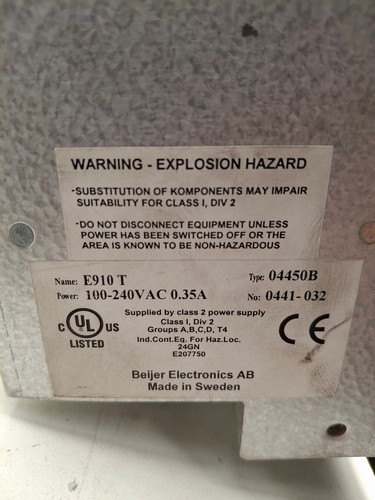 WARNING - EXPLOSION HAZARD
·SUBSTITUTION OF KOMPONENTS MAY IMPAIR
SUITABILITY FOR CLASS I, DIV 2
·DO NOT DISCONNECT EQUIPMENT UNLESS
POWER HAS BEEN SWITCHED OFF OR THE
AREA IS KNOWN TO BE NON-HAZARDOUS
Name: E910 T Type: 04450B
Power: 100-240VAC 0.35A No: 0441-032
Supplied by class 2 power supply
Class I, Div 2
Groups A,B,C,D, T4
Ind.Cont.Eq. For Haz.Loc.
24GN
E207750
C UL US
LISTED
CE
Beijer Electronics AB
Made in Sweden